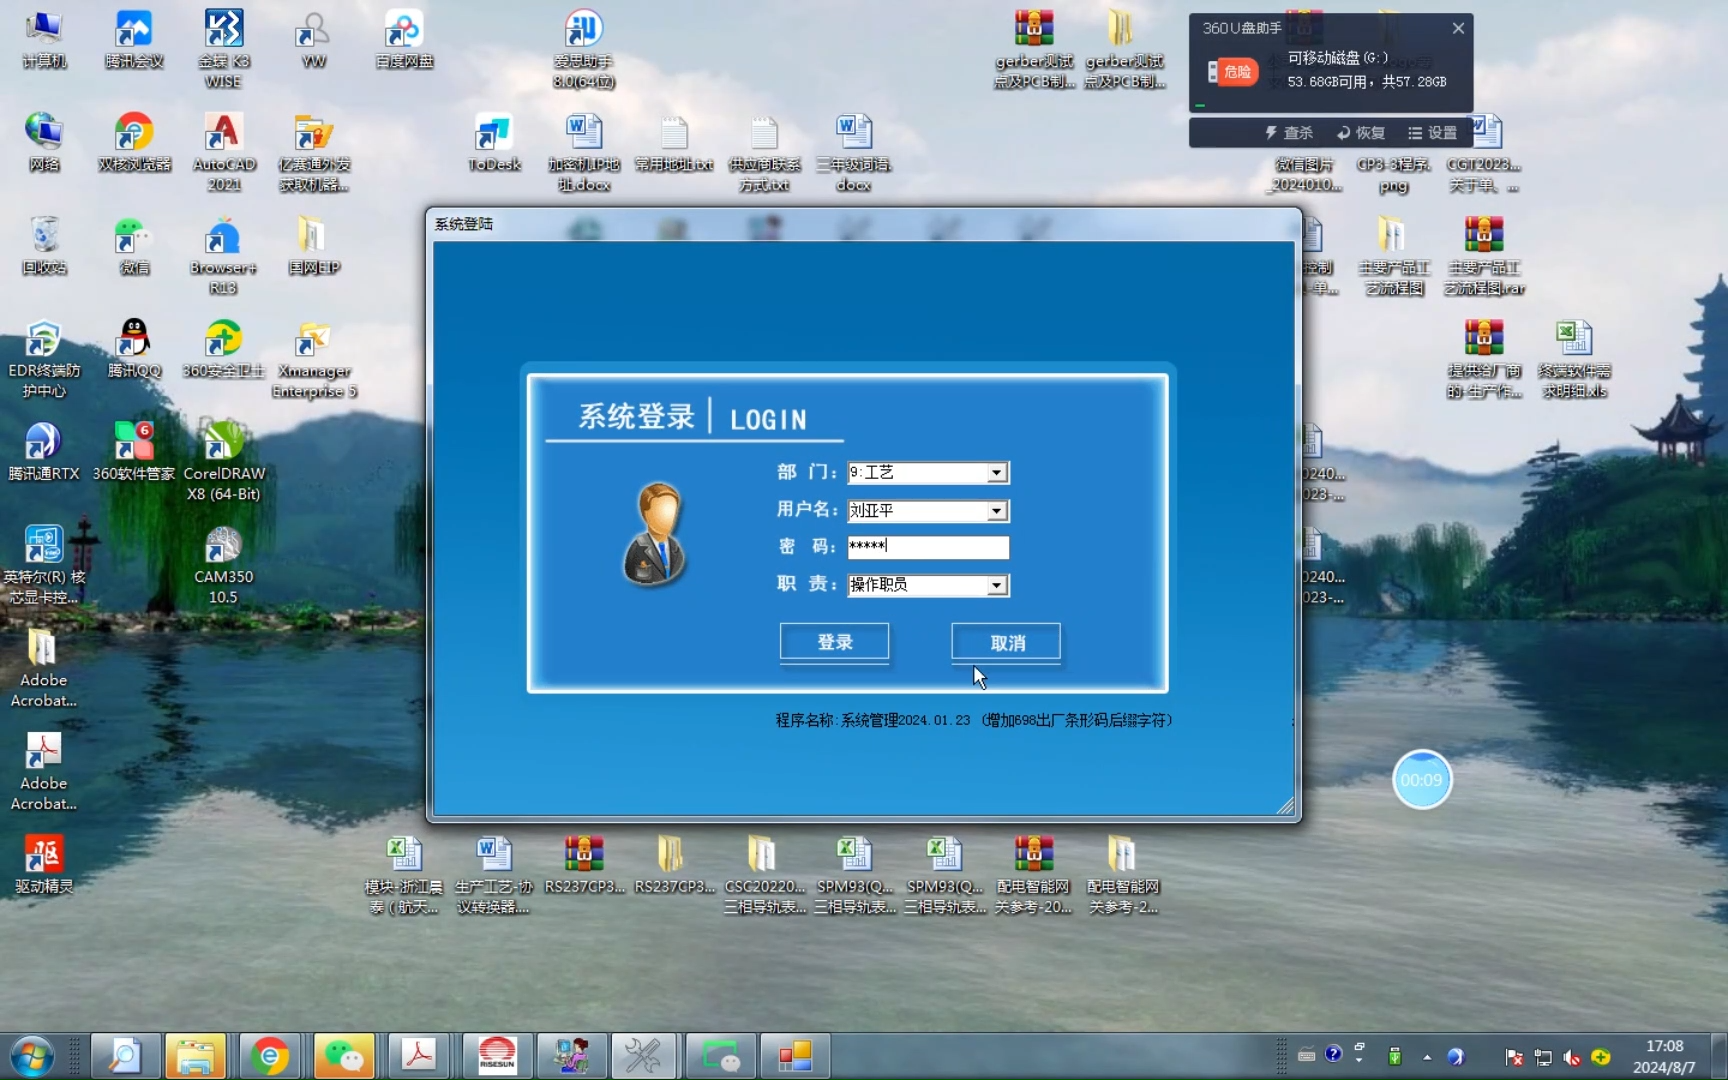 计算机
腾讯会议
金蝶 K3
WISE
YW
百度网盘
爱思助手
8.0(64位)
gerber测试
点及PCB制...
gerber测试
点及PCB制...
360 U盘助手
危险
可移动磁盘 (G:)
53.68GB可用，共57.28GB
查杀
恢复
设置
网络
双核浏览器
AutoCAD
2021
亿赛通外发
获取机器...
ToDesk
加密机IP地
址.docx
常用地址.txt
供应商联系
方式.txt
三年级词语.
docx
微信图片
_2024010...
CP3-3程序.
png
CGT2023...
关于单、...
回收站
微信
Browser+
R13
国网EIP
控制
-单...
主要产品工
艺流程图
主要产品工
艺流程图.rar
EDR终端防
护中心
腾讯QQ
360安全卫士
Xmanager
Enterprise 5
提供给厂商
的-生产作...
终端软件需
求明细.xls
腾讯通RTX
6
360软件管家
CorelDRAW
X8 (64-Bit)
0240...
023-...
英特尔(R) 核
芯显卡控...
CAM350
10.5
0240...
023-...
Adobe
Acrobat...
Adobe
Acrobat...
驱动精灵
系统登陆
系统登录 LOGIN
部 门： 9:工艺
用户名： 刘亚平
密 码： *****
职 责： 操作职员
登录
取消
程序名称:系统管理2024.01.23 （增加698出厂条形码后缀字符）
00:09
模块-浙江晨
泰（航天...
生产工艺-协
议转换器...
RS237CP3...
RS237CP3...
CSC20220...
三相导轨表...
SPM93(Q...
三相导轨表...
SPM93(Q...
三相导轨表...
配电智能网
关参考-20...
配电智能网
关参考-2...
RISESUN
17:08
2024/8/7